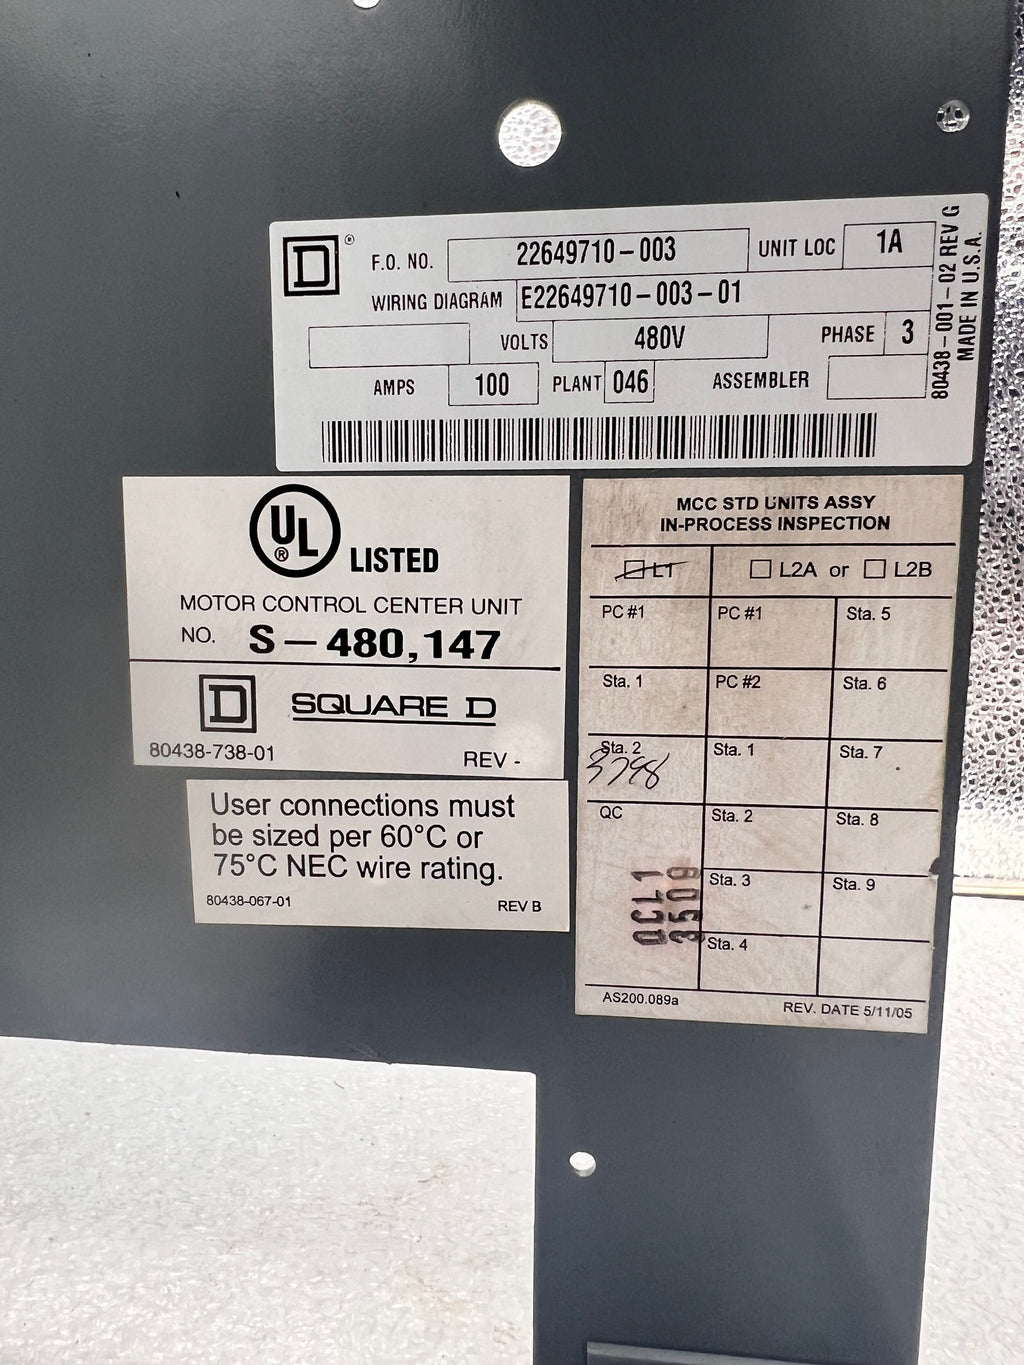 D ® F.O. NO. 22649710-003 UNIT LOC 1A
WIRING DIAGRAM E22649710-003-01
VOLTS 480V PHASE 3
AMPS 100 PLANT 046 ASSEMBLER
80438-001-02 REV G
MADE IN U.S.A.
UL ® LISTED
MOTOR CONTROL CENTER UNIT
NO. S-480,147
D SQUARE D
80438-738-01 REV -
User connections must
be sized per 60°C or
75°C NEC wire rating.
80438-067-01 REV B
MCC STD UNITS ASSY
IN-PROCESS INSPECTION
L1 L2A or L2B
PC #1 PC #1 Sta. 5
Sta. 1 PC #2 Sta. 6
Sta. 2 Sta. 1 Sta. 7
3798
QC Sta. 2 Sta. 8
Sta. 3 Sta. 9
QCL1
3509
Sta. 4
AS200.089a REV. DATE 5/11/05